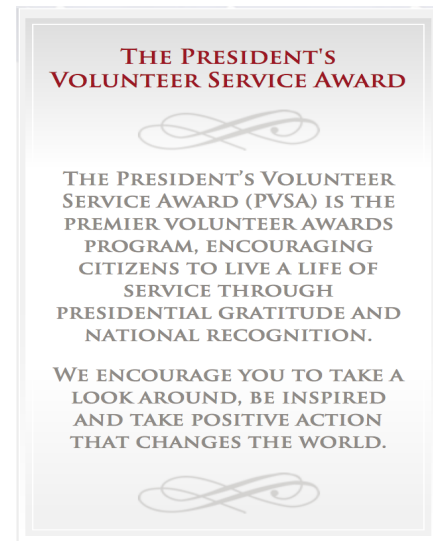 The President's
Volunteer Service Award
The President’s Volunteer
Service Award (PVSA) is the
premier volunteer awards
program, encouraging
citizens to live a life of
service through
presidential gratitude and
national recognition.
We encourage you to take a
look around, be inspired
and take positive action
that changes the world.